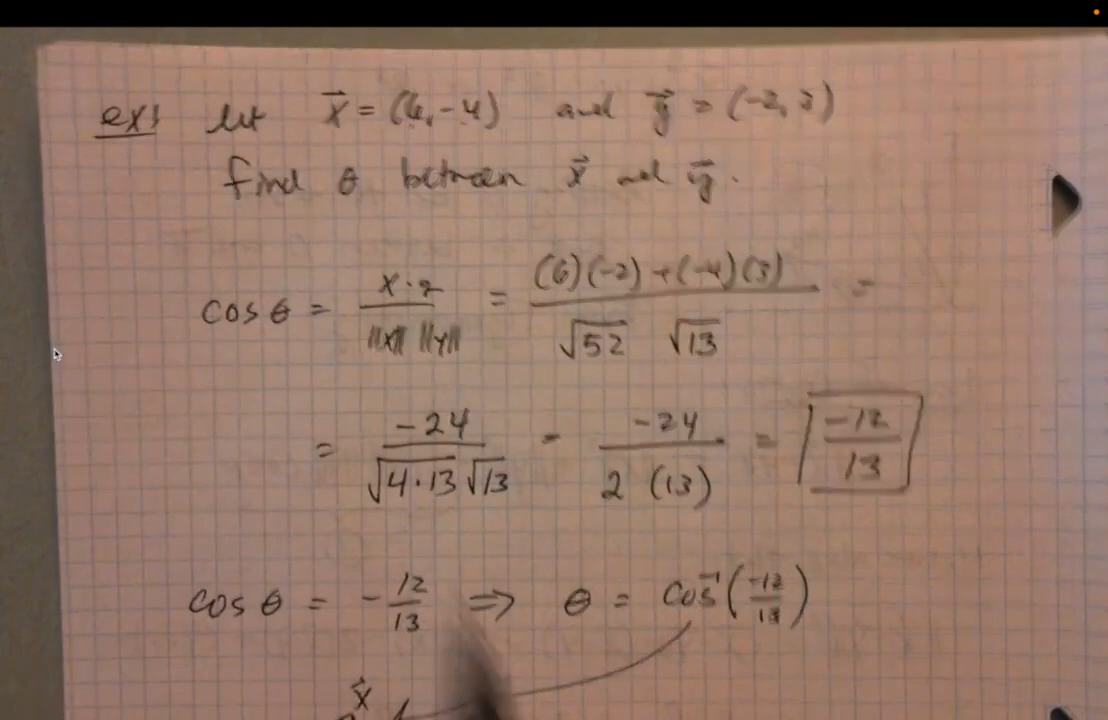 ex! let x⃗ = (6, -4) and y⃗ = (-2, 3)
find θ between x⃗ and y⃗.
cos θ = x·y / ||x|| ||y|| = (6)(-2) + (-4)(3) / √52 √13 =
= -24 / √4·13 √13 = -24 / 2 (13) = -12 / 13
cos θ = - 12/13 ⇒ θ = cos⁻¹(-12/13)
x⃗